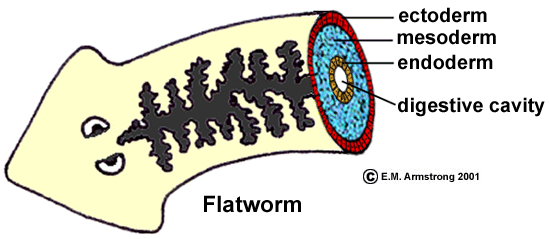 ectoderm
mesoderm
endoderm
digestive cavity
© E.M. Armstrong 2001
Flatworm